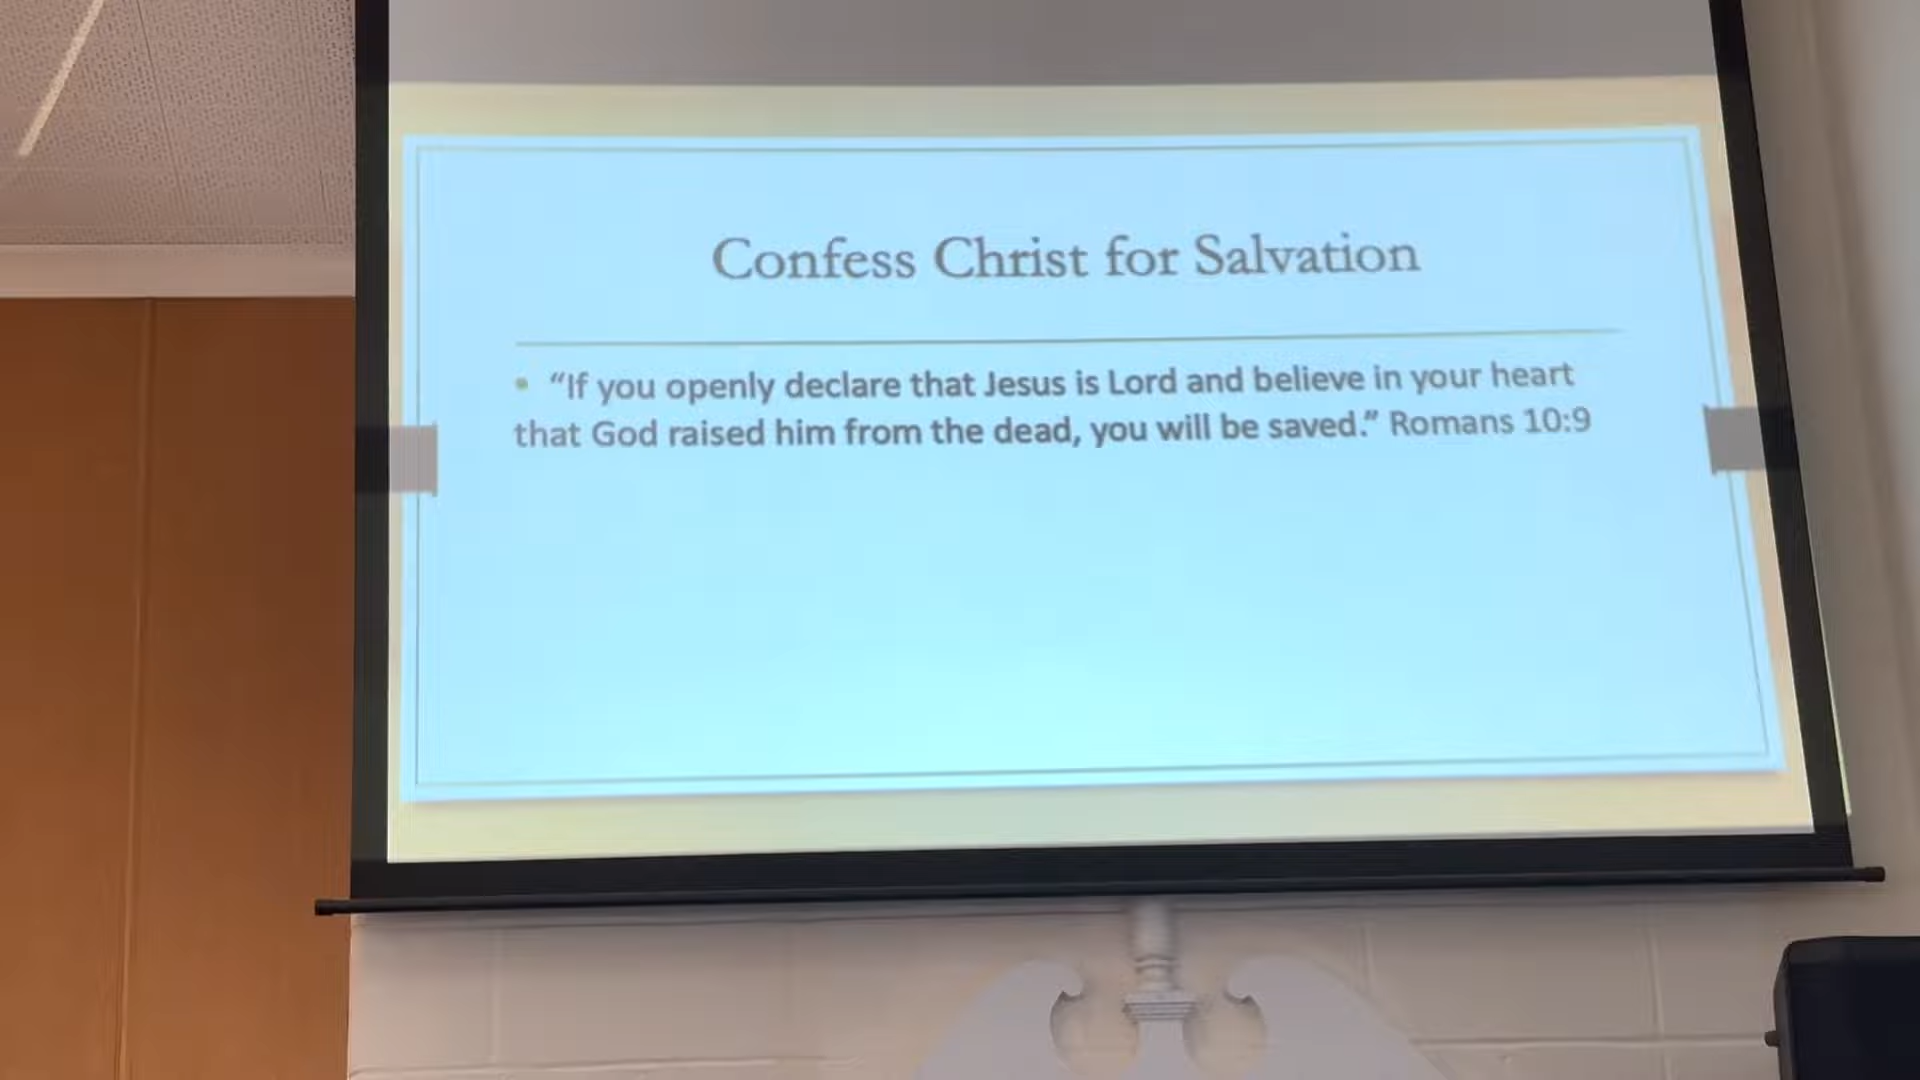 Confess Christ for Salvation
• “If you openly declare that Jesus is Lord and believe in your heart
that God raised him from the dead, you will be saved.” Romans 10:9